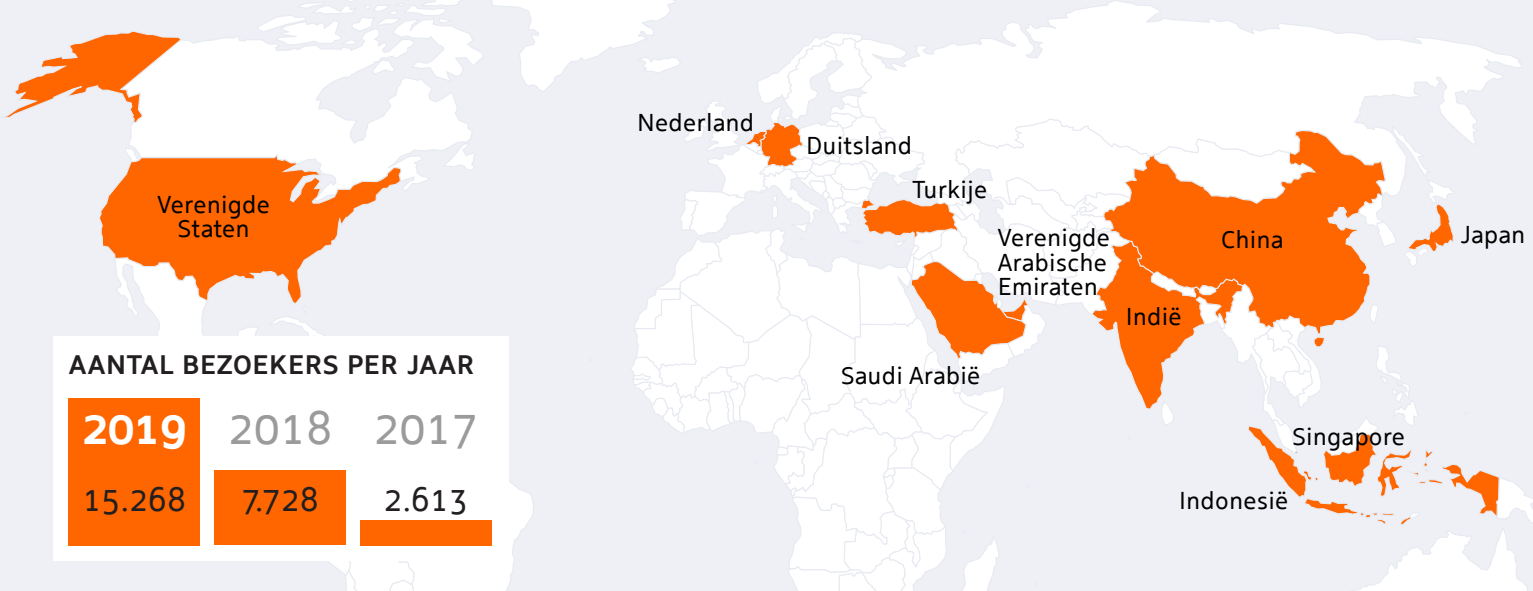 Nederland
Duitsland
Turkije
Verenigde
Staten
Verenigde
Arabische
Emiraten
China
Japan
Indië
Saudi Arabië
Singapore
Indonesië
AANTAL BEZOEKERS PER JAAR
2019 2018 2017
15.268 7.728 2.613